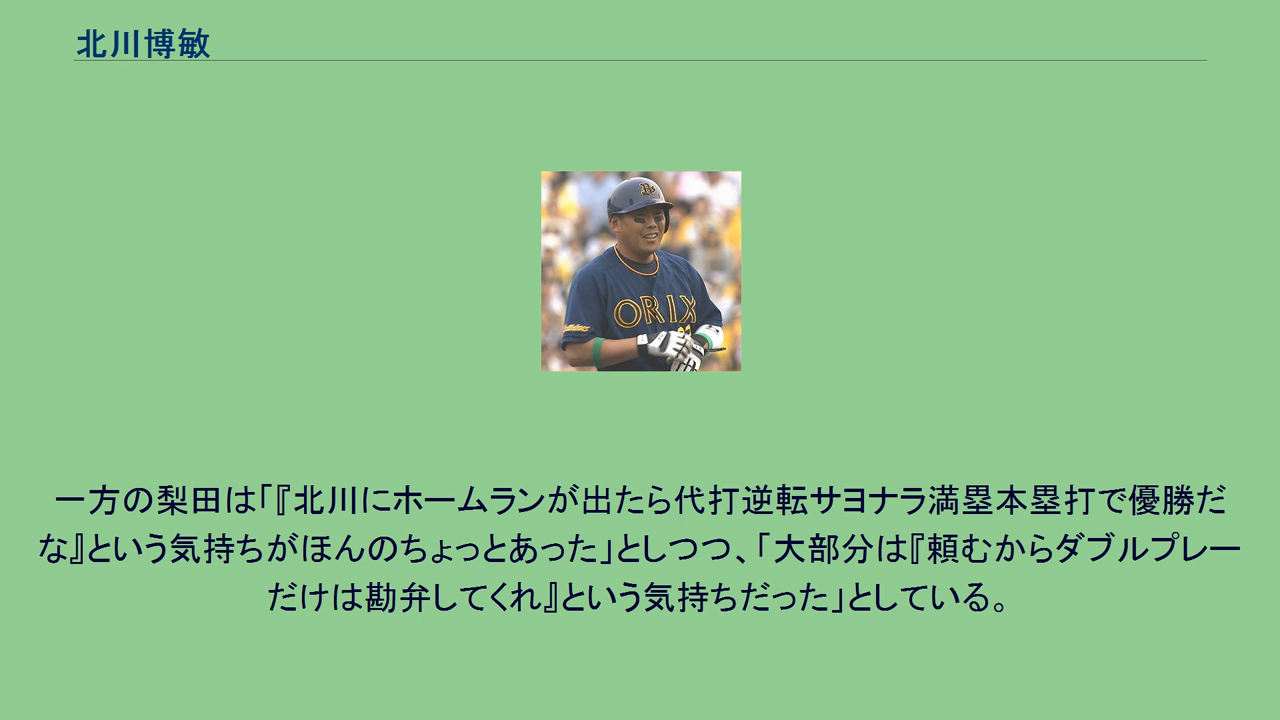 北川博敏
ORIX
一方の梨田は「『北川にホームランが出たら代打逆転サヨナラ満塁本塁打で優勝だ
な』という気持ちがほんのちょっとあった」としつつ、「大部分は『頼むからダブルプレー
だけは勘弁してくれ』という気持ちだった」としている。